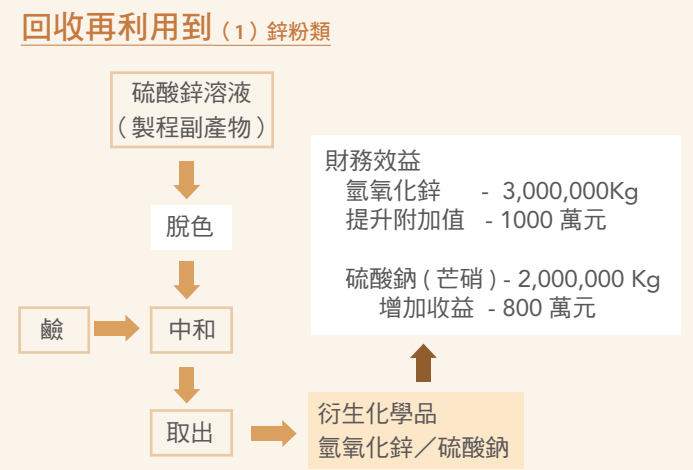 回收再利用到（1）鋅粉類
硫酸鋅溶液
（製程副產物）
脫色
鹼
中和
取出
衍生化學品
氫氧化鋅／硫酸鈉
財務效益
氫氧化鋅 - 3,000,000Kg
提升附加值 - 1000 萬元
硫酸鈉 ( 芒硝 ) - 2,000,000 Kg
增加收益 - 800 萬元